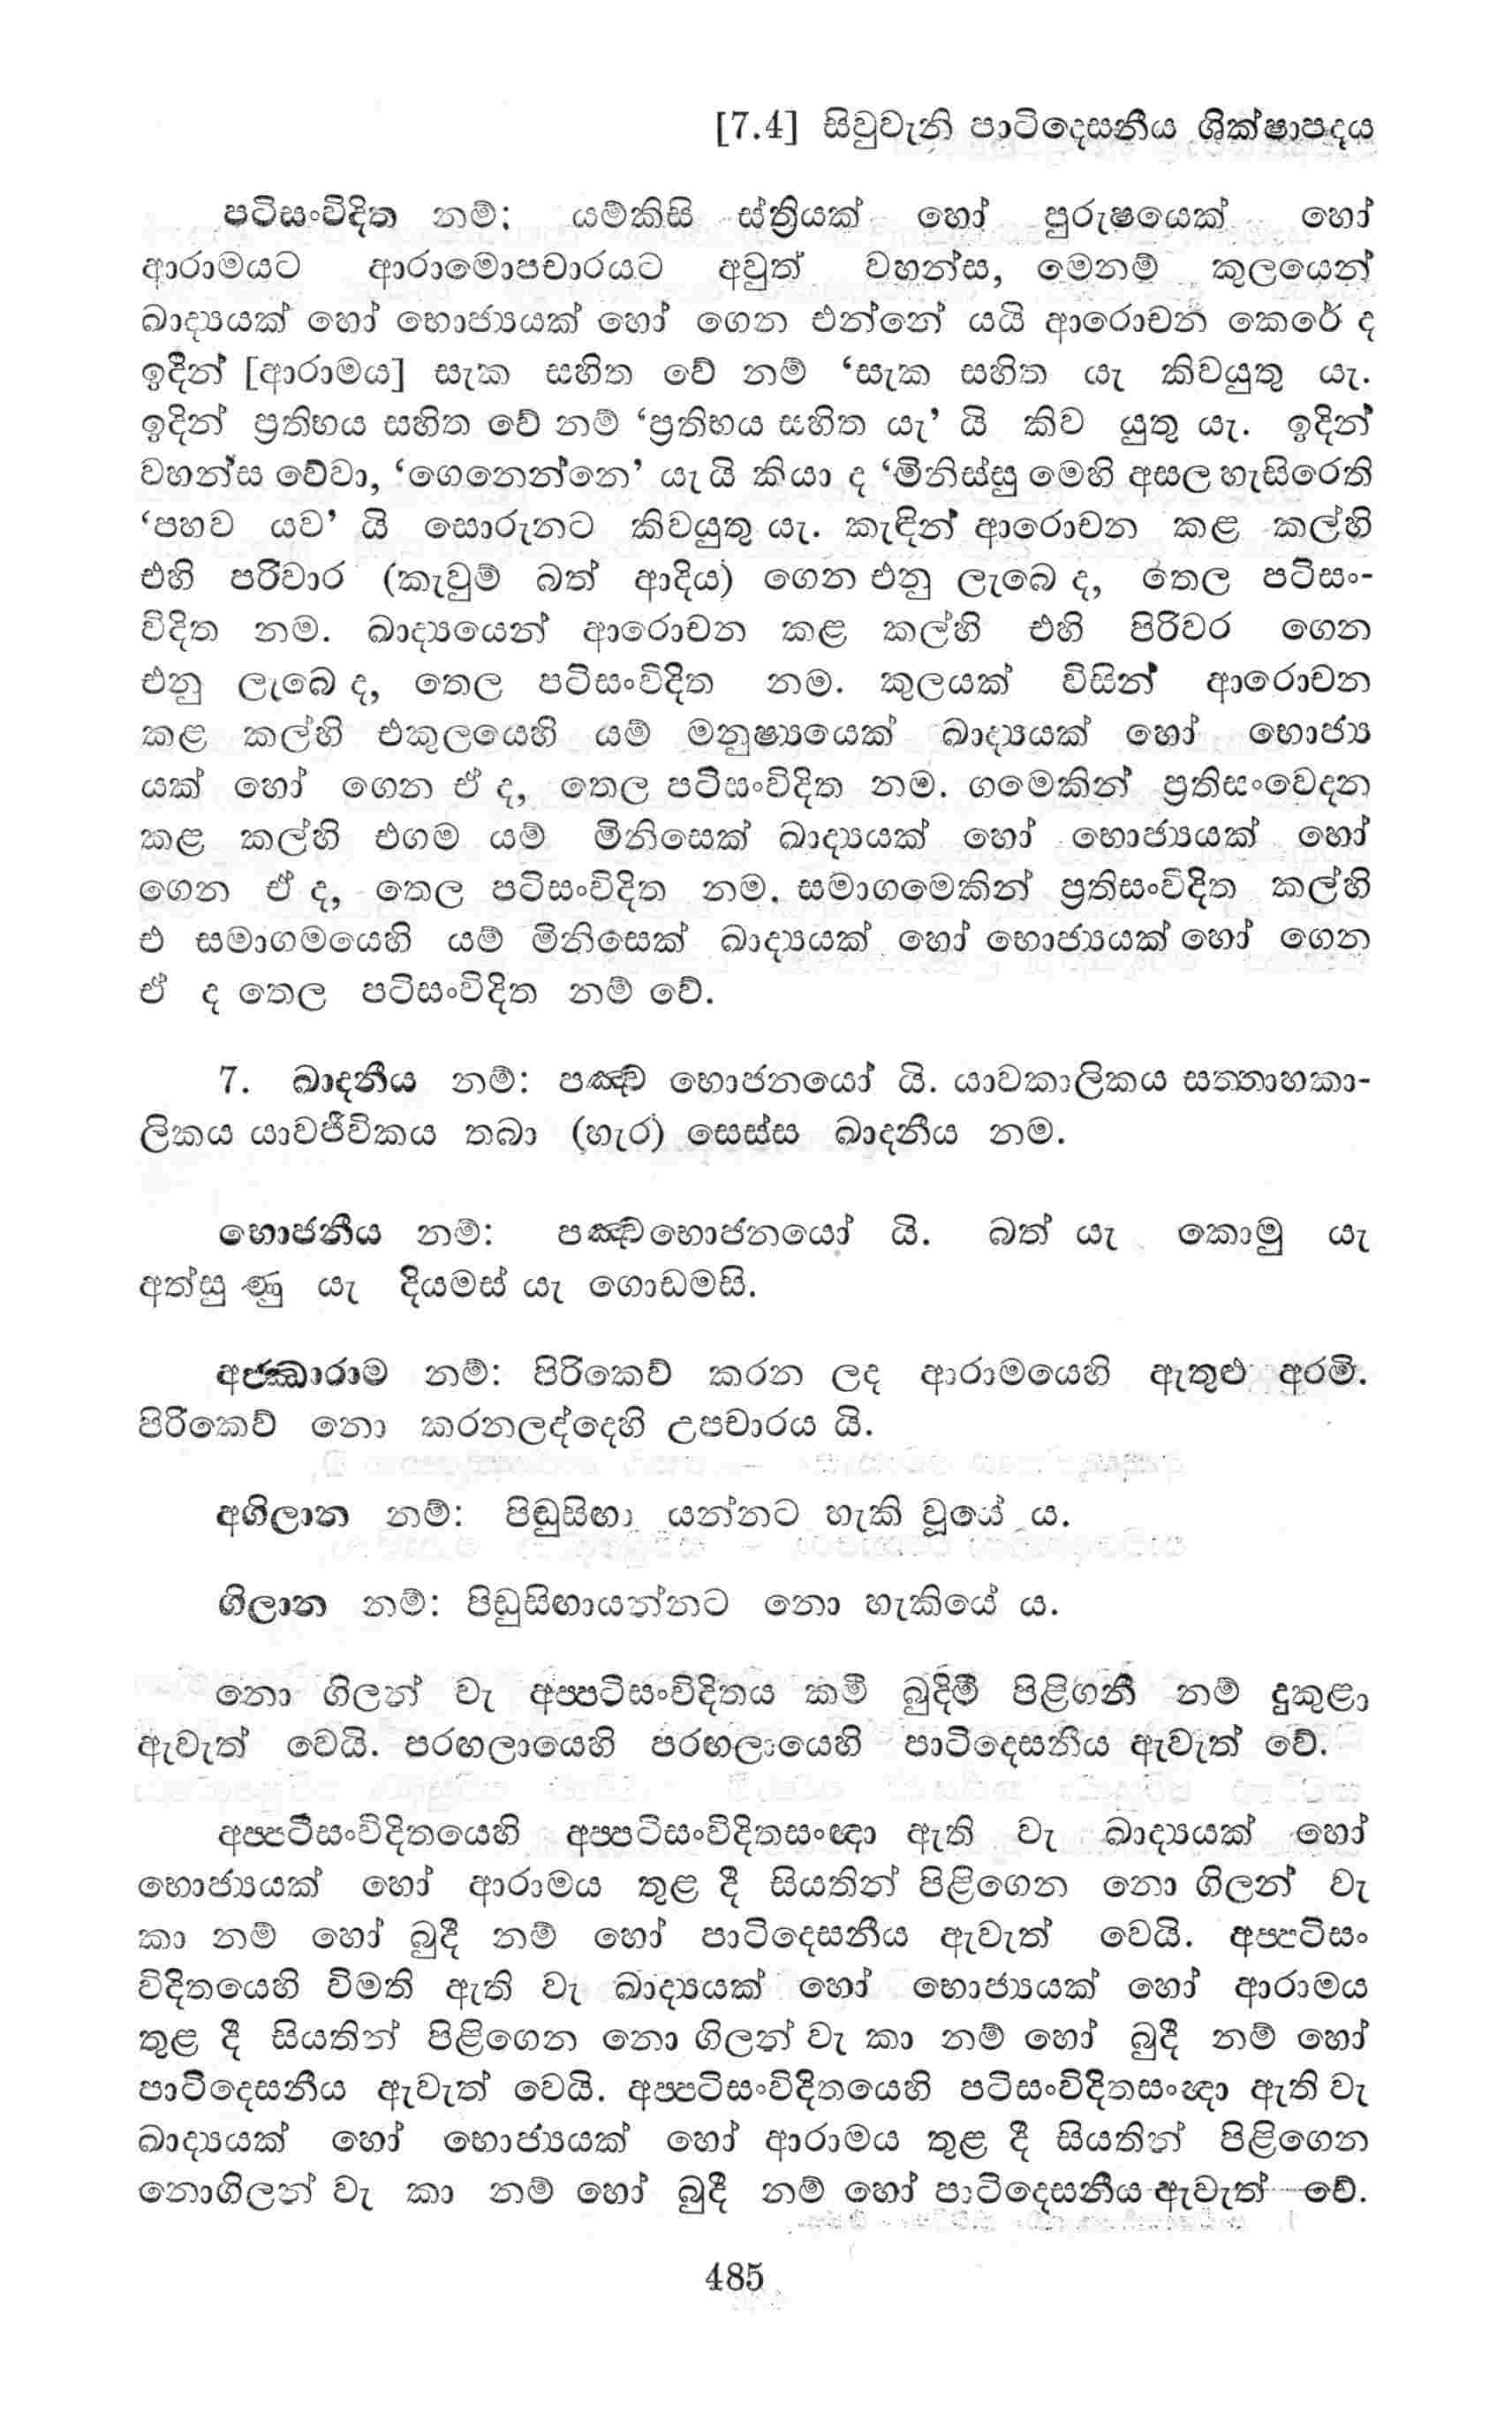 [7.4] සිවුවැනි පාටිදෙසනීය ශික්ෂාපදය
පටිසංවිදිත නම්: යම්කිසි ස්ත්‍රියක් හෝ පුරුෂයෙක් හෝ
ආරාමයට ආරාමොපචාරයට අවුත් වහන්ස, මෙනම් කුලයෙන්
ඛාද්‍යයක් හෝ භොජ්‍යයක් හෝ ගෙන එන්නේ යයි ආරොචන කෙරේ ද
ඉදින් [ආරාමය] සැක සහිත වේ නම් ‘සැක සහිත යැ කිවයුතු යැ.
ඉදින් ප්‍රතිභය සහිත වේ නම් ‘ප්‍රතිභය සහිත යැ’ යි කිව යුතු යැ. ඉදින්
වහන්ස වේවා, ‘ගෙනෙන්නෙ’ යැ යි කියා ද ‘මිනිස්සු මෙහි අසල හැසිරෙති
‘පහව යව’ යි සොරුනට කිවයුතු යැ. කැඳින් ආරොචන කළ කල්හි
එහි පරිවාර (කැවුම් බත් ආදිය) ගෙන එනු ලැබෙ ද, තෙල පටිසං-
විදිත නම. ඛාද්‍යයෙන් ආරොචන කළ කල්හි එහි පිරිවර ගෙන
එනු ලැබෙ ද, තෙල පටිසංවිදිත නම. කුලයක් විසින් ආරොචන
කළ කල්හි එකුලයෙහි යම් මනුෂ්‍යයෙක් ඛාද්‍යයක් හෝ භොජ්‍ය
යක් හෝ ගෙන ඒ ද, තෙල පටිසංවිදිත නම. ගමෙකින් ප්‍රතිසංවෙදන
කළ කල්හි එගම යම් මිනිසෙක් ඛාද්‍යයක් හෝ භොජ්‍යයක් හෝ
ගෙන ඒ ද, තෙල පටිසංවිදිත නම. සමාගමෙකින් ප්‍රතිසංවිදිත කල්හි
එ සමාගමයෙහි යම් මිනිසෙක් ඛාද්‍යයක් හෝ භොජ්‍යයක් හෝ ගෙන
ඒ ද තෙල පටිසංවිදිත නම් වේ.
7. ඛාදනීය නම්: පඤ්ච භොජනයෝ යි. යාවකාලිකය සත්තාහකා-
ලිකය යාවජීවිකය තබා (හැර) සෙස්ස ඛාදනීය නම.
භොජනීය නම්: පඤ්චභොජනයෝ යි. බත් යැ කොමු යැ
අත්සු ණු යැ දියමස් යැ ගොඩමසි.
අජ්ඣාරාම නම්: පිරිකෙව් කරන ලද ආරාමයෙහි ඇතුළු අරමි.
පිරිකෙව් නො කරනලද්දෙහි උපචාරය යි.
අගිලාන නම්: පිඬුසිඟා යන්නට හැකි වූයේ ය.
ගිලාන නම්: පිඬුසිඟායන්නට නො හැකියේ ය.
නො ගිලන් වැ අප්පටිසංවිදිතය කමී බුදිමී පිළිගනී නම් දුකුළා
ඇවැත් වෙයි. පරගලායෙහි පරගලායෙහි පාටිදෙසනීය ඇවැත් වේ.
අප්පටිසංවිදිතයෙහි අප්පටිසංවිදිතසංඥා ඇති වැ ඛාද්‍යයක් හෝ
භොජ්‍යයක් හෝ ආරාමය තුළ දී සියතින් පිළිගෙන නො ගිලන් වැ
කා නම් හෝ බුදී නම් හෝ පාටිදෙසනීය ඇවැත් වෙයි. අප්පටිසං
විදිතයෙහි විමති ඇති වැ ඛාද්‍යයක් හෝ භොජ්‍යයක් හෝ ආරාමය
තුළ දී සියතින් පිළිගෙන නො ගිලන් වැ කා නම් හෝ බුදී නම් හෝ
පාටිදෙසනීය ඇවැත් වෙයි. අප්පටිසංවිදිතයෙහි පටිසංවිදිතසංඥා ඇති වැ
ඛාද්‍යයක් හෝ භොජ්‍යයක් හෝ ආරාමය තුළ දී සියතින් පිළිගෙන
නොගිලන් වැ කා නම් හෝ බුදී නම් හෝ පාටිදෙසනීය ඇවැත් වේ.
485